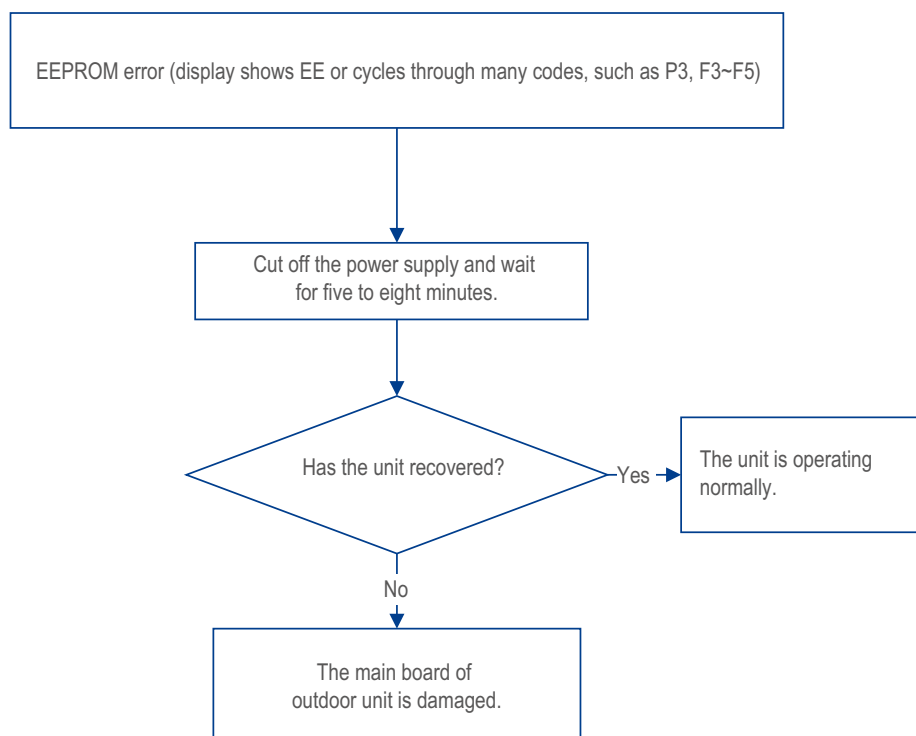 EEPROM error (display shows EE or cycles through many codes, such as P3, F3~F5)
Cut off the power supply and wait
for five to eight minutes.
Has the unit recovered?
Yes
The unit is operating
normally.
No
The main board of
outdoor unit is damaged.